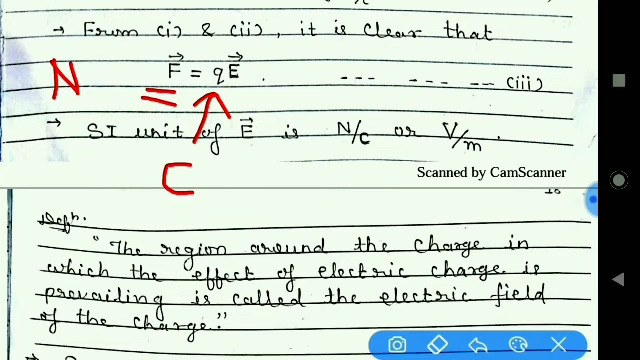 → From (i) & (ii), it is clear that
N F⃗ = q E⃗ . --- --- -- (iii)
→ SI unit of E⃗ is N/C or V/m.
C
Scanned by CamScanner
Defⁿ.
"The region around the charge in
which the effect of electric charge is
prevailing is called the electric field
of the charge."